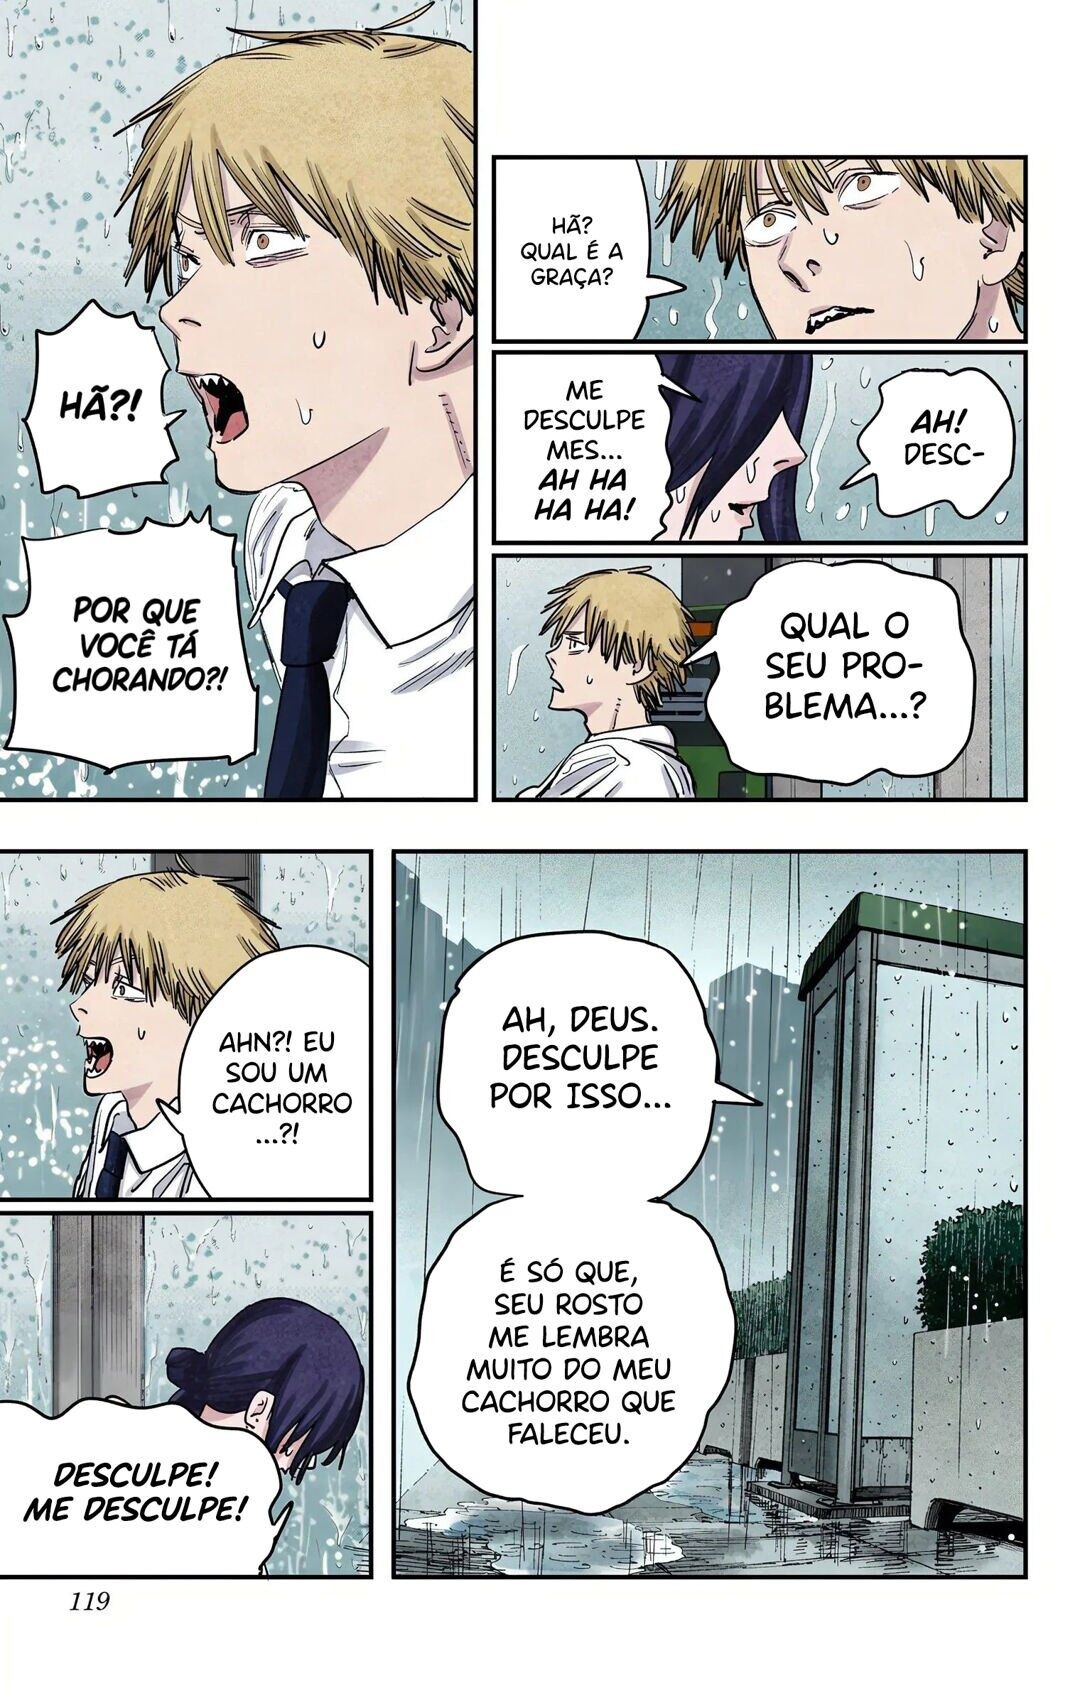 HÃ?
QUAL É A
GRAÇA?
AH!
DESC-
ME
DESCULPE
MES...
AH HA
HA HA!
QUAL O
SEU PRO-
BLEMA...?
HÃ?!
POR QUE
VOCÊ TÁ
CHORANDO?!
AH, DEUS.
DESCULPE
POR ISSO...
É SÓ QUE,
SEU ROSTO
ME LEMBRA
MUITO DO MEU
CACHORRO QUE
FALECEU.
AHN?! EU
SOU UM
CACHORRO
...?!
DESCULPE!
ME DESCULPE!
119